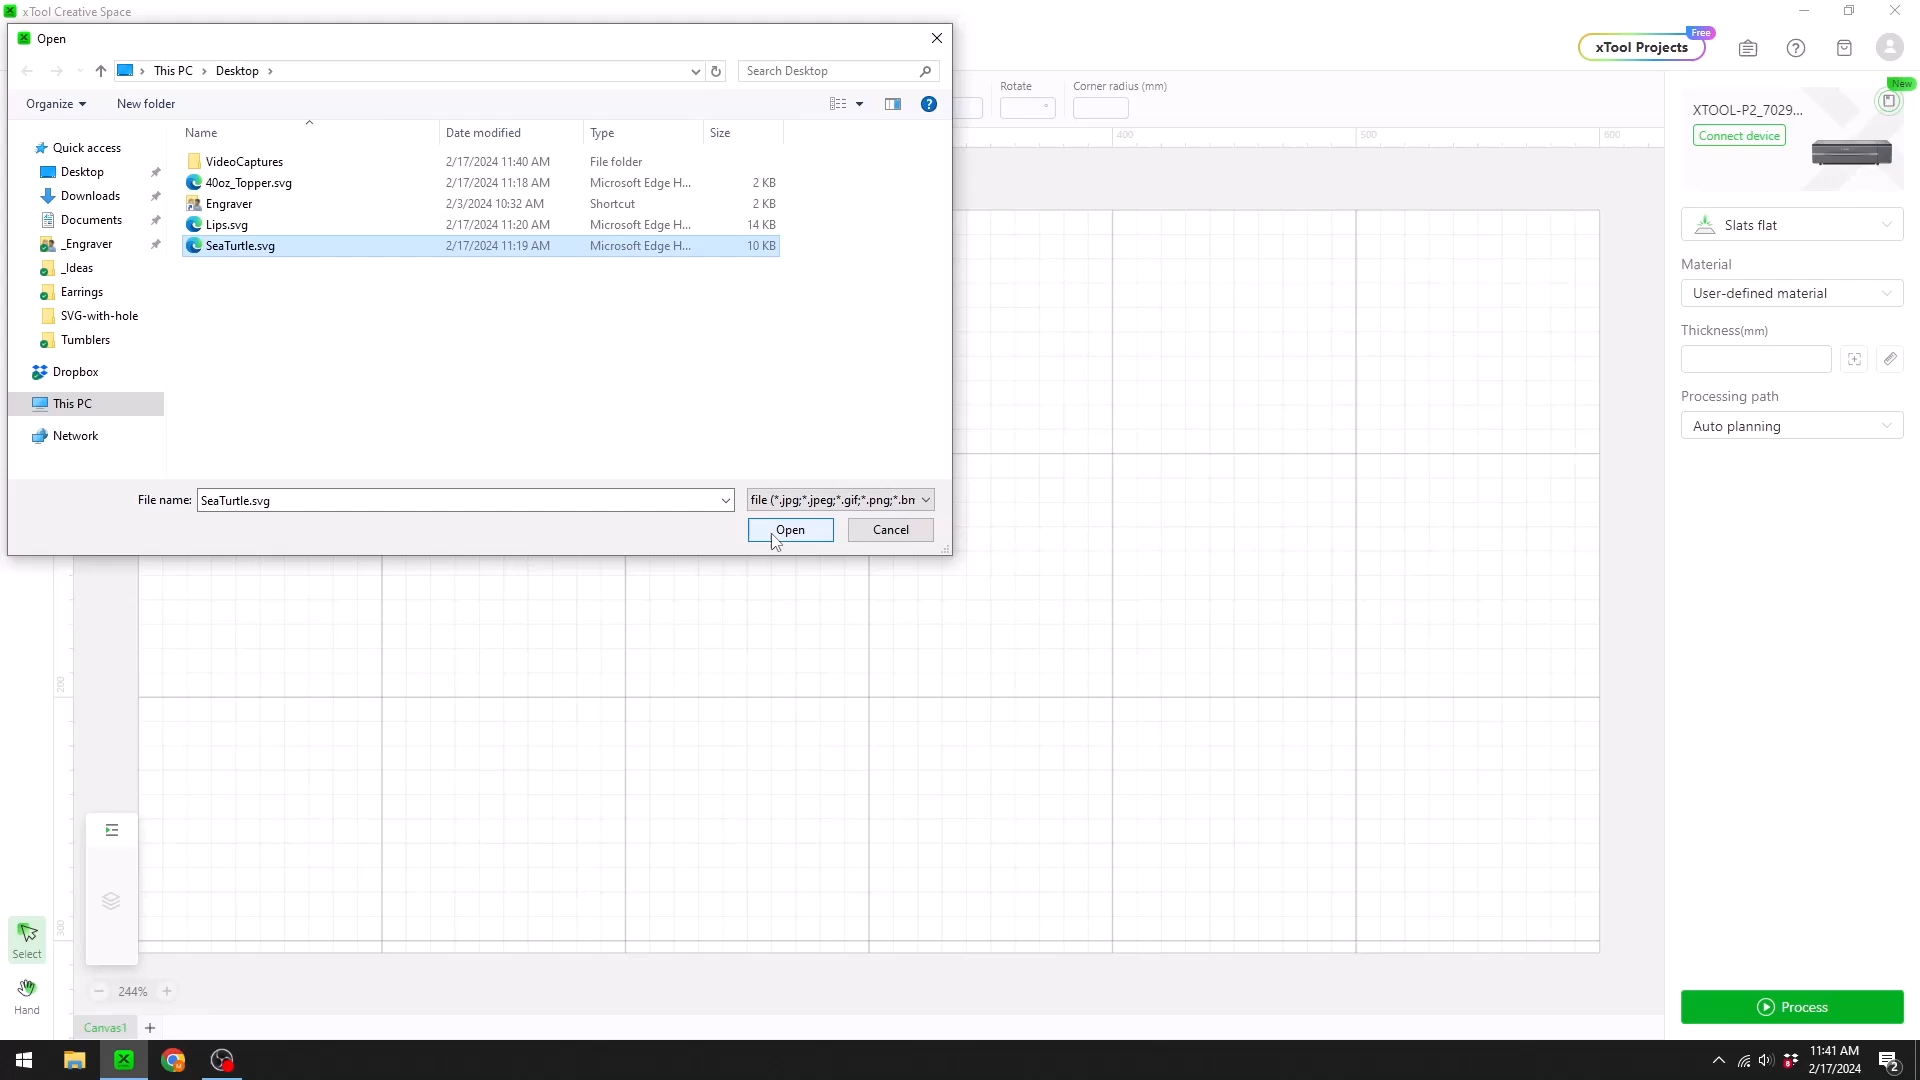 xTool Creative Space
Open
This PC
Desktop
Search Desktop
Organize
New folder
Name
Date modified
Type
Size
VideoCaptures
2/17/2024 11:40 AM
File folder
40oz_Topper.svg
2/17/2024 11:18 AM
Microsoft Edge H...
2 KB
Engraver
2/3/2024 10:32 AM
Shortcut
2 KB
Lips.svg
2/17/2024 11:20 AM
Microsoft Edge H...
14 KB
SeaTurtle.svg
2/17/2024 11:19 AM
Microsoft Edge H...
10 KB
Quick access
Desktop
Downloads
Documents
_Engraver
_Ideas
Earrings
SVG-with-hole
Tumblers
Dropbox
This PC
Network
File name:
SeaTurtle.svg
file (*.jpg;*.jpeg;*.gif;*.png;*.bn
Open
Cancel
Free
xTool Projects
Rotate
°
Corner radius (mm)
400
500
600
200
300
New
XTOOL-P2_7029...
Connect device
Slats flat
Material
User-defined material
Thickness(mm)
Processing path
Auto planning
Process
Select
Hand
244%
Canvas1
11:41 AM
2/17/2024
2